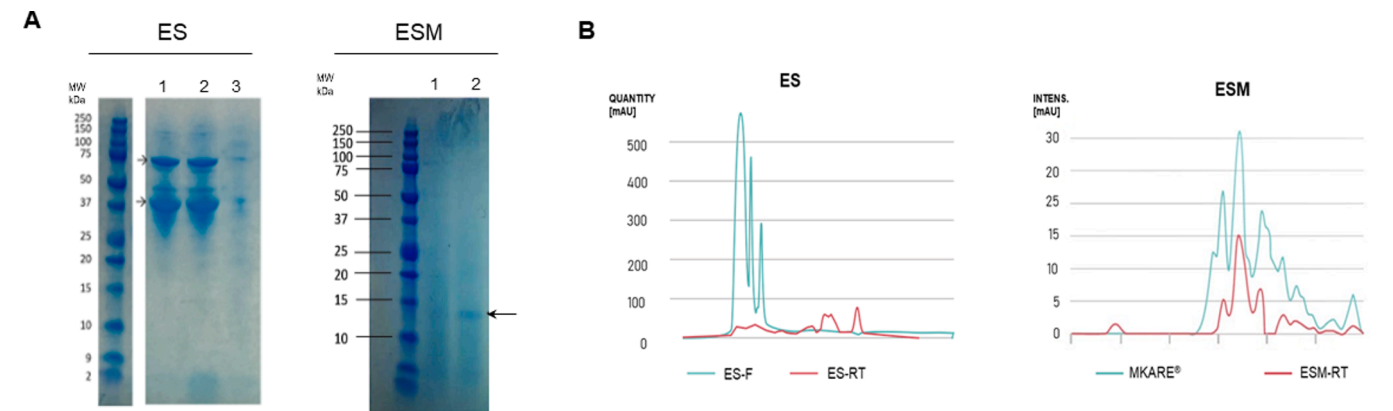 A
ES
MW
kDa
1 2 3
250
150
100
75
50
37
25
20
15
10
9
2
ESM
MW
kDa
1 2
250
150
100
75
50
37
25
20
15
10
B
ES
QUANTITY
[mAU]
500
400
300
200
100
0
ES-F ES-RT
ESM
INTENS.
[mAU]
30
20
25
15
10
5
0
MKARE® ESM-RT